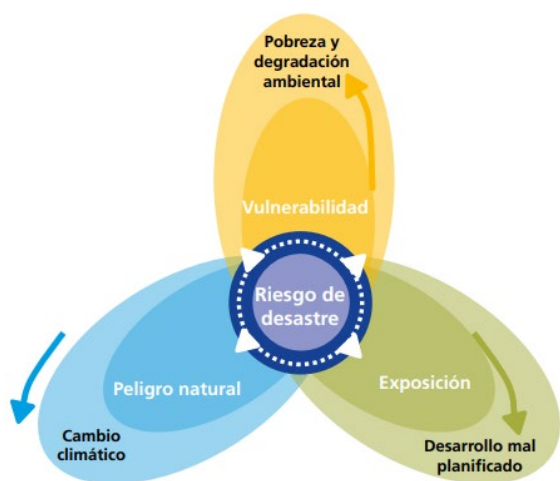 Pobreza y
degradación
ambiental
Vulnerabilidad
Riesgo de
desastre
Peligro natural
Exposición
Cambio
climático
Desarrollo mal
planificado